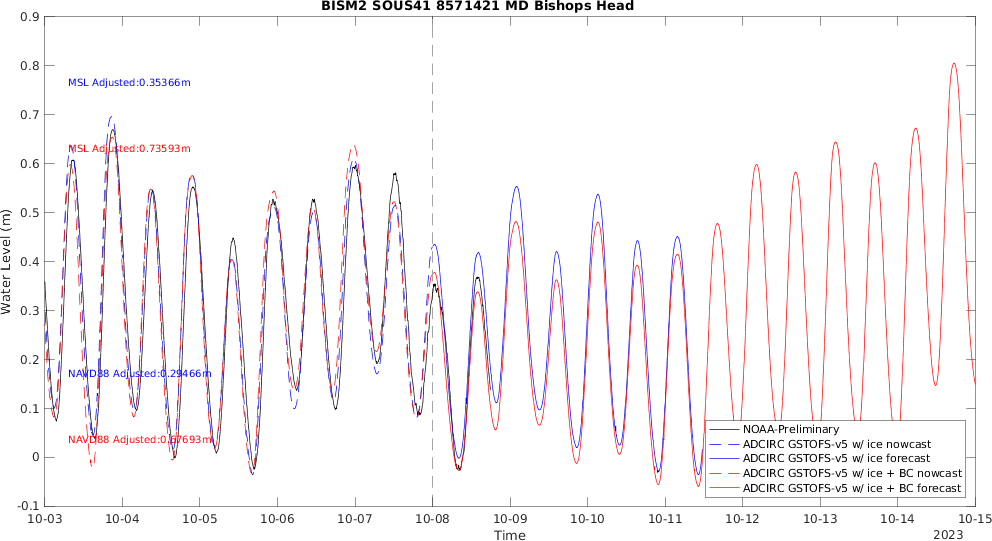 BISM2 SOUS41 8571421 MD Bishops Head
0.9
0.8
0.7
0.6
0.5
0.4
0.3
0.2
0.1
0
-0.1
Water Level (m)
MSL Adjusted:0.35366m
MSL Adjusted:0.73593m
NAVD88 Adjusted:0.29466m
NAVD88 Adjusted:0.67693m
NOAA-Preliminary
ADCIRC GSTOFS-v5 w/ ice nowcast
ADCIRC GSTOFS-v5 w/ ice forecast
ADCIRC GSTOFS-v5 w/ ice + BC nowcast
ADCIRC GSTOFS-v5 w/ ice + BC forecast
10-03 10-04 10-05 10-06 10-07 10-08 10-09 10-10 10-11 10-12 10-13 10-14 10-15
Time
2023